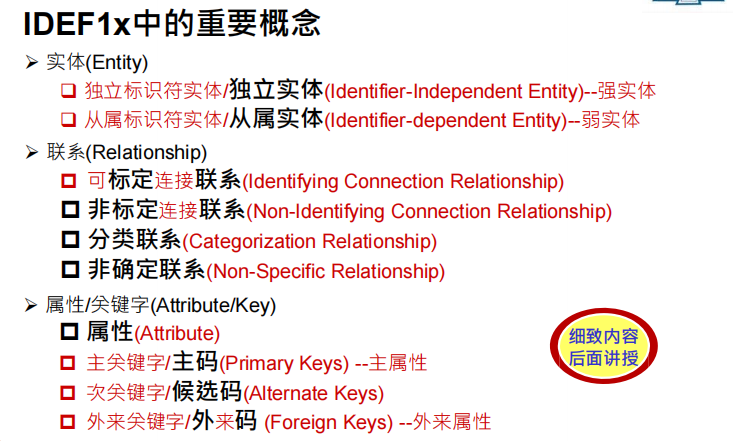 IDEF1x中的重要概念
➢ 实体(Entity)
❑ 独立标识符实体/独立实体(Identifier-Independent Entity)--强实体
❑ 从属标识符实体/从属实体(Identifier-dependent Entity)--弱实体
➢ 联系(Relationship)
❑ 可标定连接联系(Identifying Connection Relationship)
❑ 非标定连接联系(Non-Identifying Connection Relationship)
❑ 分类联系(Categorization Relationship)
❑ 非确定联系(Non-Specific Relationship)
➢ 属性/关键字(Attribute/Key)
❑ 属性(Attribute)
❑ 主关键字/主码(Primary Keys) --主属性
❑ 次关键字/候选码(Alternate Keys)
❑ 外来关键字/外来码 (Foreign Keys) --外来属性
细致内容
后面讲授